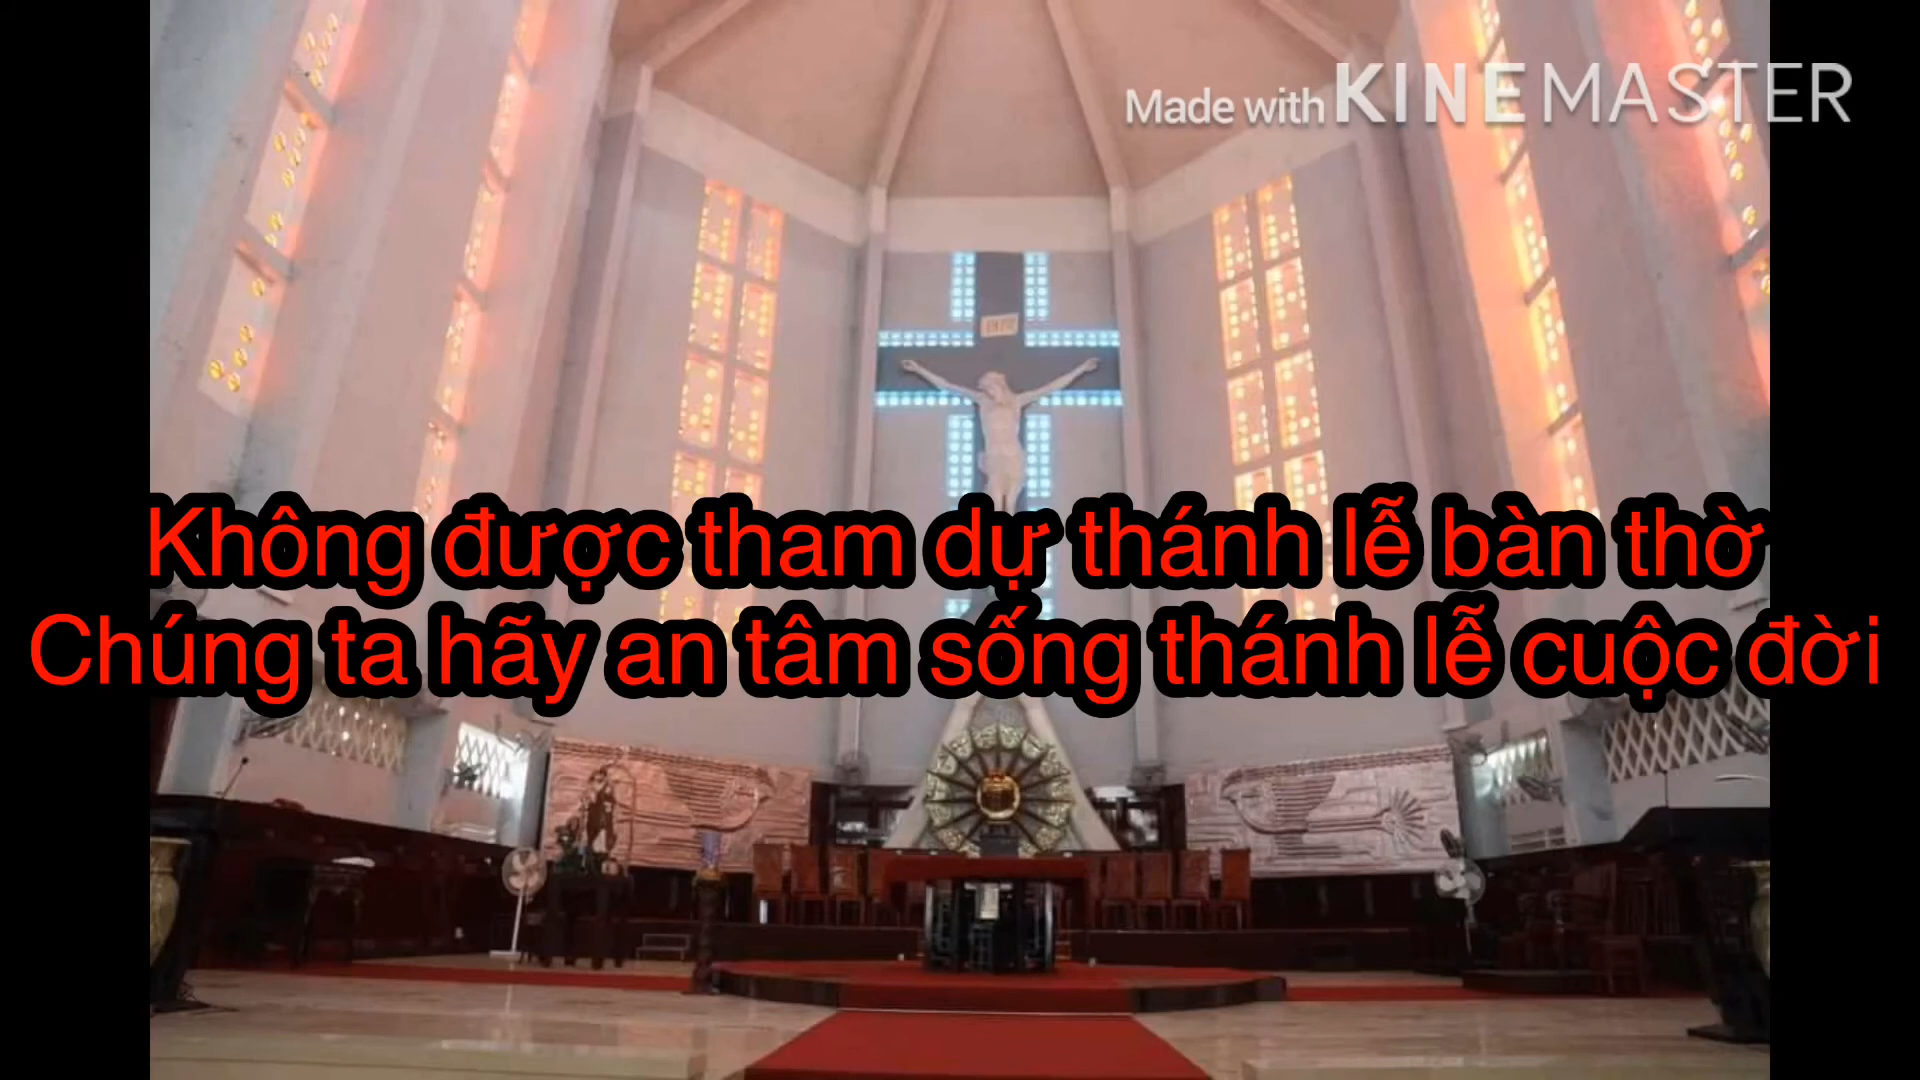 Made with KINEMASTER
Không được tham dự thánh lễ bàn thờ
Chúng ta hãy an tâm sống thánh lễ cuộc đời